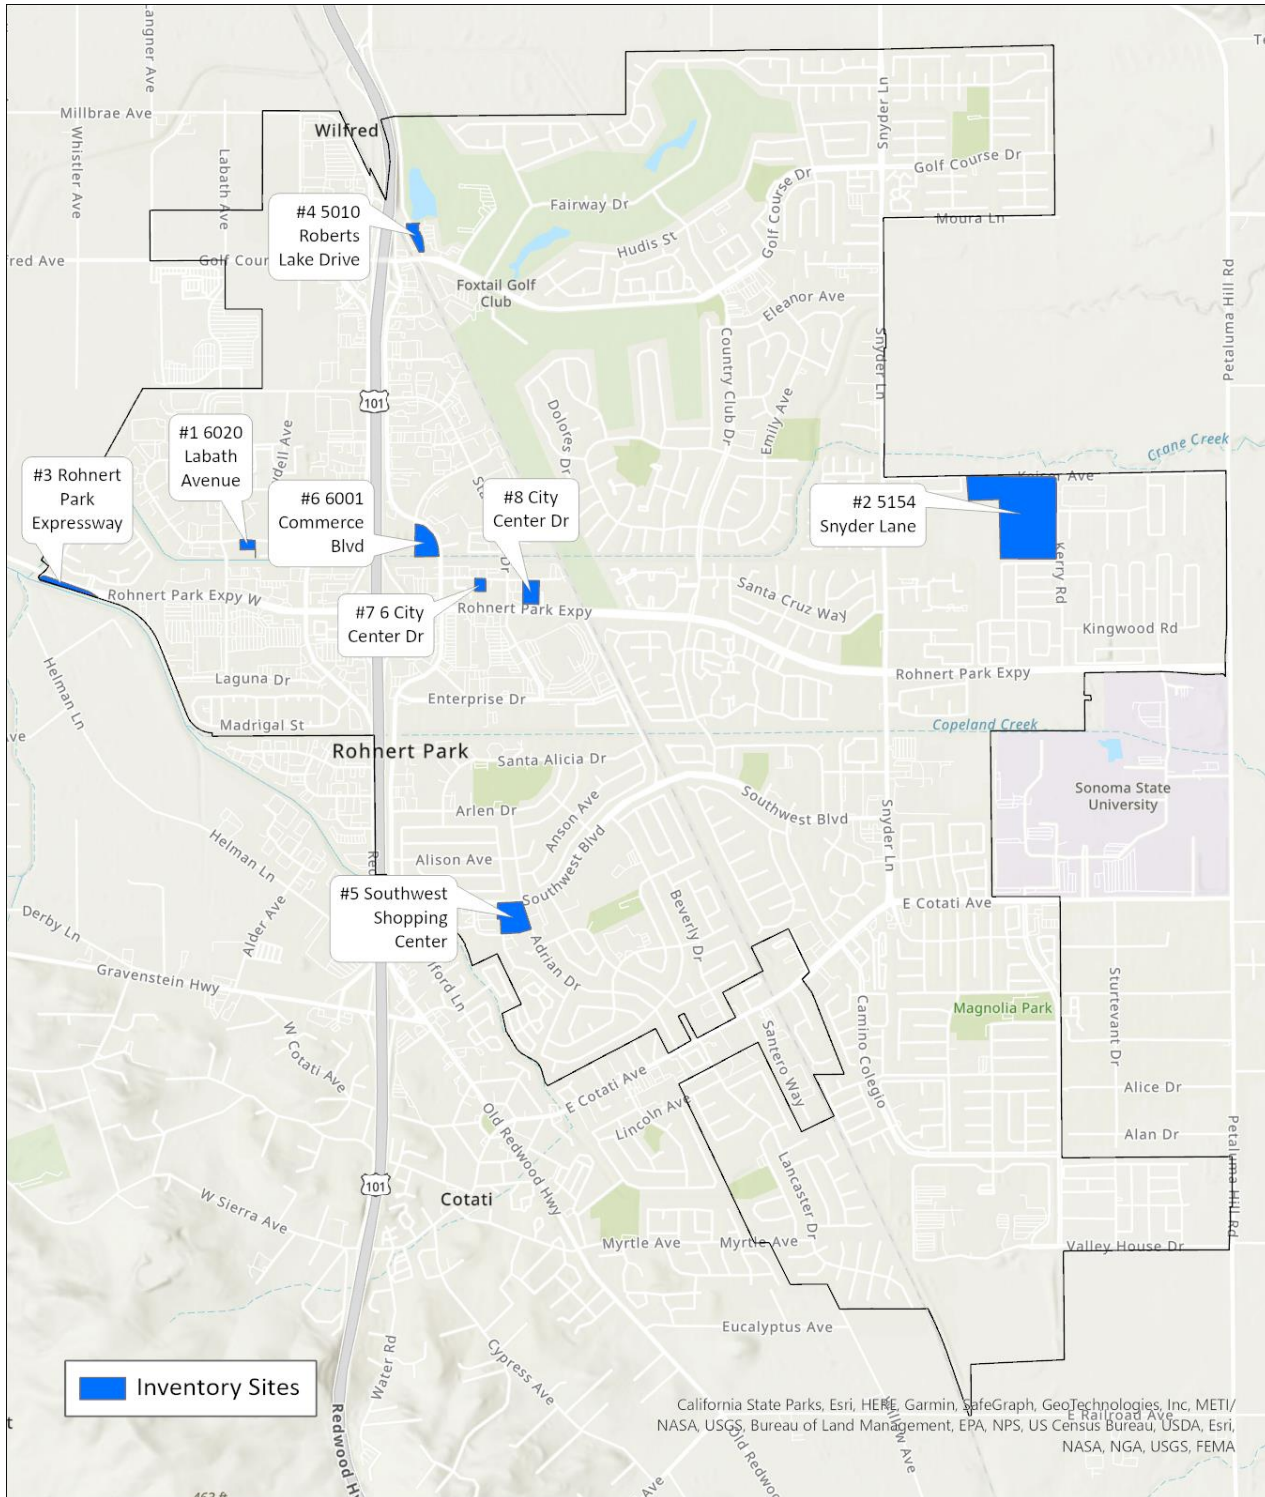 Langner Ave
Millbrae Ave
Whistler Ave
Wilfred
Labath Ave
Snyder Ln
Golf Course Dr
Moura Ln
Fairway Dr
Golf Course Dr
Hudis St
#4 5010
Roberts
Lake Drive
Foxtail Golf
Club
Eleanor Ave
Petaluma Hill Rd
Snyder Ln
Country Club Dr
Emily Ave
Dolores Dr
101
Crane Creek
Keiser Ave
#1 6020
Labath
Avenue
#3 Rohnert
Park
Expressway
#6 6001
Commerce
Blvd
#8 City
Center Dr
#2 5154
Snyder Lane
Kerry Rd
Rohnert Park Expy W
#7 6 City
Center Dr
Rohnert Park Expy
Santa Cruz Way
Kingwood Rd
Rohnert Park Expy
Helman Ln
Laguna Dr
Enterprise Dr
Madrigal St
Copeland Creek
Rohnert Park
Santa Alicia Dr
Sonoma State
University
Arlen Dr
Anson Ave
Southwest Blvd
Southwest Blvd
Snyder Ln
Alison Ave
Helman Ln
#5 Southwest
Shopping
Center
Beverly Dr
E Cotati Ave
Derby Ln
Alder Ave
Adrian Dr
Gravenstein Hwy
Sturtevant Dr
Magnolia Park
Camino Colegio
Santero Way
W Cotati Ave
E Cotati Ave
Lincoln Ave
Old Redwood Hwy
Alice Dr
Alan Dr
Petaluma Hill Rd
Lancaster Dr
101
Cotati
W Sierra Ave
Myrtle Ave
Myrtle Ave
Valley House Dr
Eucalyptus Ave
Water Rd
Cypress Ave
Inventory Sites
E Railroad Ave
California State Parks, Esri, HERE, Garmin, SafeGraph, GeoTechnologies, Inc, METI/
NASA, USGS, Bureau of Land Management, EPA, NPS, US Census Bureau, USDA, Esri,
NASA, NGA, USGS, FEMA